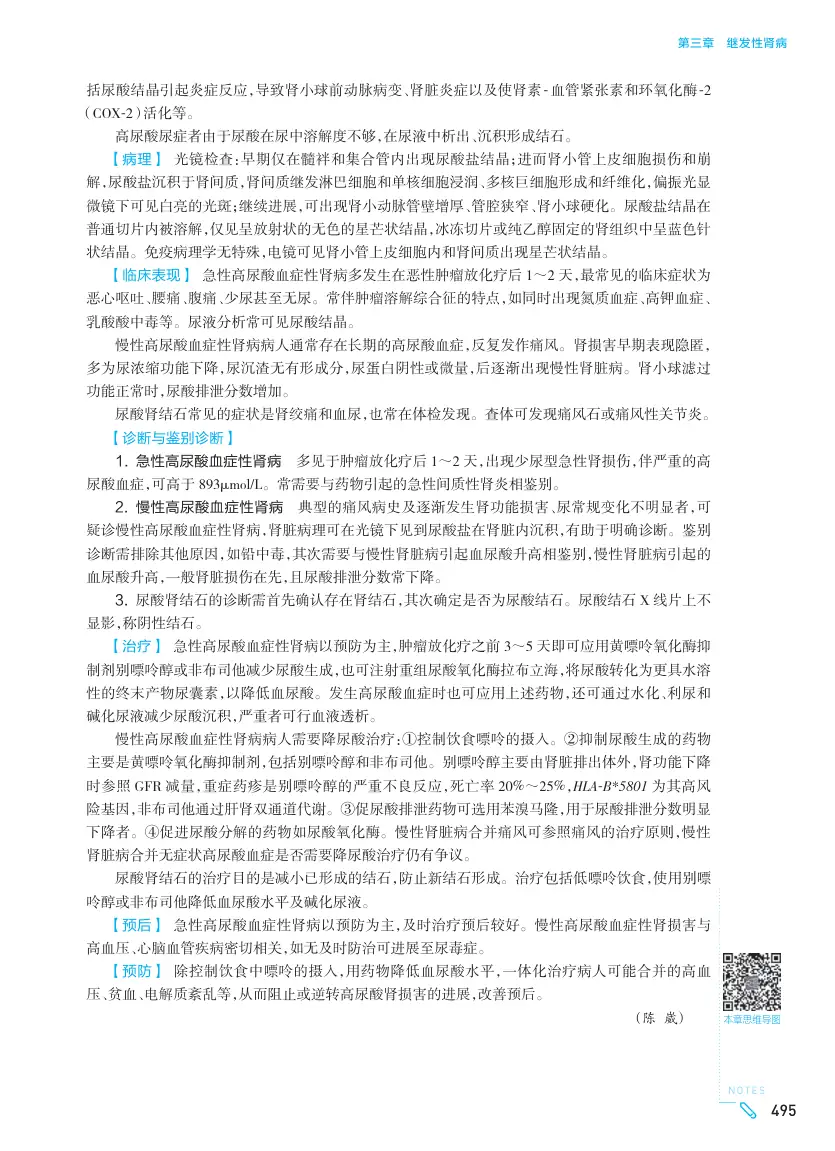 第三章　继发性肾病
括尿酸结晶引起炎症反应,导致肾小球前动脉病变、肾脏炎症以及使肾素-血管紧张素和环氧化酶-2
（COX-2）活化等。
高尿酸尿症者由于尿酸在尿中溶解度不够,在尿液中析出、沉积形成结石。
【病理】　光镜检查:早期仅在髓袢和集合管内出现尿酸盐结晶;进而肾小管上皮细胞损伤和崩
解,尿酸盐沉积于肾间质,肾间质继发淋巴细胞和单核细胞浸润、多核巨细胞形成和纤维化,偏振光显
微镜下可见白亮的光斑;继续进展,可出现肾小动脉管壁增厚、管腔狭窄、肾小球硬化。尿酸盐结晶在
普通切片内被溶解,仅见呈放射状的无色的星芒状结晶,冰冻切片或纯乙醇固定的肾组织中呈蓝色针
状结晶。免疫病理学无特殊,电镜可见肾小管上皮细胞内和肾间质出现星芒状结晶。
【临床表现】　急性高尿酸血症性肾病多发生在恶性肿瘤放化疗后 1～2 天,最常见的临床症状为
恶心呕吐、腰痛、腹痛、少尿甚至无尿。常伴肿瘤溶解综合征的特点,如同时出现氮质血症、高钾血症、
乳酸酸中毒等。尿液分析常可见尿酸结晶。
慢性高尿酸血症性肾病病人通常存在长期的高尿酸血症,反复发作痛风。肾损害早期表现隐匿,
多为尿浓缩功能下降,尿沉渣无有形成分,尿蛋白阴性或微量,后逐渐出现慢性肾脏病。肾小球滤过
功能正常时,尿酸排泄分数增加。
尿酸肾结石常见的症状是肾绞痛和血尿,也常在体检发现。查体可发现痛风石或痛风性关节炎。
【诊断与鉴别诊断】
1. 急性高尿酸血症性肾病　多见于肿瘤放化疗后 1～2 天,出现少尿型急性肾损伤,伴严重的高
尿酸血症,可高于 893μmol/L。常需要与药物引起的急性间质性肾炎相鉴别。
2. 慢性高尿酸血症性肾病　典型的痛风病史及逐渐发生肾功能损害、尿常规变化不明显者,可
疑诊慢性高尿酸血症性肾病,肾脏病理可在光镜下见到尿酸盐在肾脏内沉积,有助于明确诊断。鉴别
诊断需排除其他原因,如铅中毒,其次需要与慢性肾脏病引起血尿酸升高相鉴别,慢性肾脏病引起的
血尿酸升高,一般肾脏损伤在先,且尿酸排泄分数常下降。
3. 尿酸肾结石的诊断需首先确认存在肾结石,其次确定是否为尿酸结石。尿酸结石 X 线片上不
显影,称阴性结石。
【治疗】　急性高尿酸血症性肾病以预防为主,肿瘤放化疗之前 3～5 天即可应用黄嘌呤氧化酶抑
制剂别嘌呤醇或非布司他减少尿酸生成,也可注射重组尿酸氧化酶拉布立海,将尿酸转化为更具水溶
性的终末产物尿囊素,以降低血尿酸。发生高尿酸血症时也可应用上述药物,还可通过水化、利尿和
碱化尿液减少尿酸沉积,严重者可行血液透析。
慢性高尿酸血症性肾病病人需要降尿酸治疗:①控制饮食嘌呤的摄入。②抑制尿酸生成的药物
主要是黄嘌呤氧化酶抑制剂,包括别嘌呤醇和非布司他。别嘌呤醇主要由肾脏排出体外,肾功能下降
时参照 GFR 减量,重症药疹是别嘌呤醇的严重不良反应,死亡率 20%～25%,HLA-B*5801 为其高风
险基因,非布司他通过肝肾双通道代谢。③促尿酸排泄药物可选用苯溴马隆,用于尿酸排泄分数明显
下降者。④促进尿酸分解的药物如尿酸氧化酶。慢性肾脏病合并痛风可参照痛风的治疗原则,慢性
肾脏病合并无症状高尿酸血症是否需要降尿酸治疗仍有争议。
尿酸肾结石的治疗目的是减小已形成的结石,防止新结石形成。治疗包括低嘌呤饮食,使用别嘌
呤醇或非布司他降低血尿酸水平及碱化尿液。
【预后】　急性高尿酸血症性肾病以预防为主,及时治疗预后较好。慢性高尿酸血症性肾损害与
高血压、心脑血管疾病密切相关,如无及时防治可进展至尿毒症。
【预防】　除控制饮食中嘌呤的摄入,用药物降低血尿酸水平,一体化治疗病人可能合并的高血
压、贫血、电解质紊乱等,从而阻止或逆转高尿酸肾损害的进展,改善预后。
（陈　崴）
本章思维导图
NOTES
495